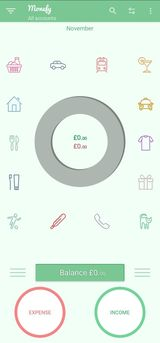 Monefy
All accounts
November
£0.00
£0.00
Balance £0.00
EXPENSE
INCOME